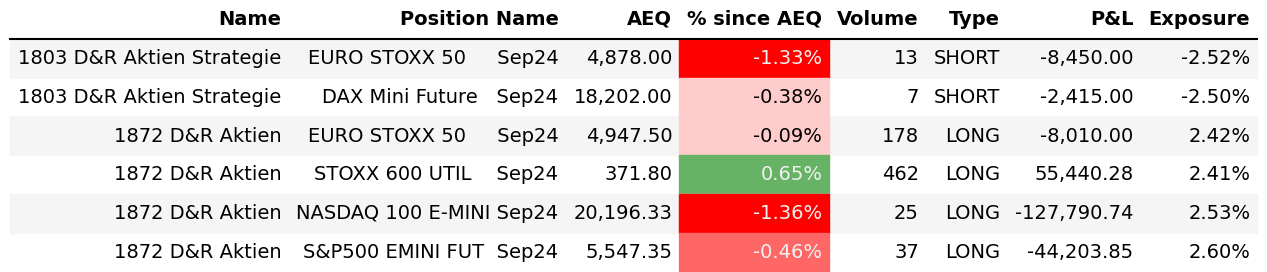 Name Position Name AEQ % since AEQ Volume Type P&L Exposure
1803 D&R Aktien Strategie EURO STOXX 50 Sep24 4,878.00 -1.33% 13 SHORT -8,450.00 -2.52%
1803 D&R Aktien Strategie DAX Mini Future Sep24 18,202.00 -0.38% 7 SHORT -2,415.00 -2.50%
1872 D&R Aktien EURO STOXX 50 Sep24 4,947.50 -0.09% 178 LONG -8,010.00 2.42%
1872 D&R Aktien STOXX 600 UTIL Sep24 371.80 0.65% 462 LONG 55,440.28 2.41%
1872 D&R Aktien NASDAQ 100 E-MINI Sep24 20,196.33 -1.36% 25 LONG -127,790.74 2.53%
1872 D&R Aktien S&P500 EMINI FUT Sep24 5,547.35 -0.46% 37 LONG -44,203.85 2.60%